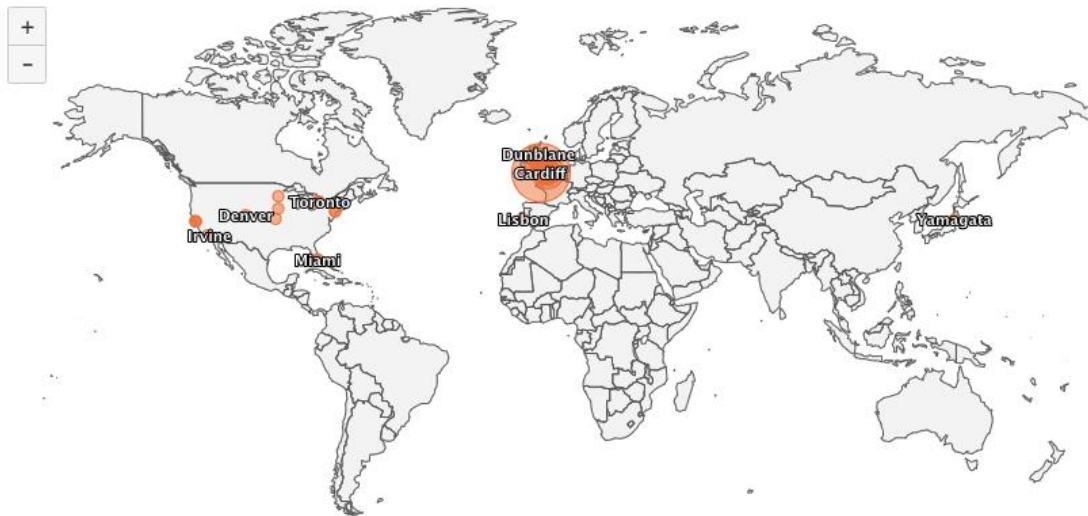 +
−
Dunblane
Cardiff
Toronto
Denver
Lisbon
Yamagata
Irvine
Miami